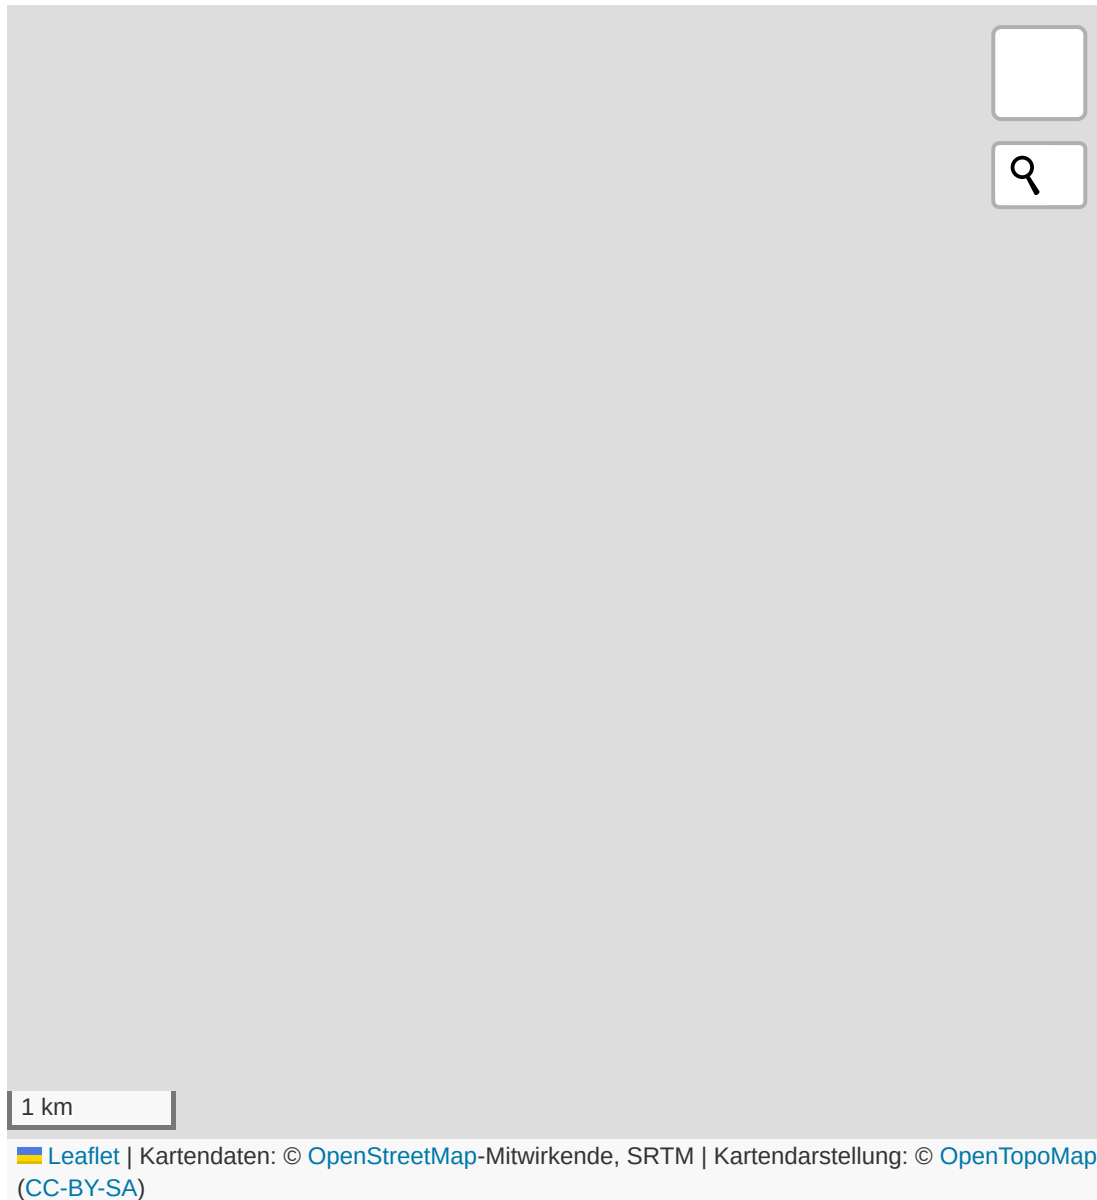 1 km
Leaflet | Kartendaten: © OpenStreetMap-Mitwirkende, SRTM | Kartendarstellung: © OpenTopoMap
(CC-BY-SA)